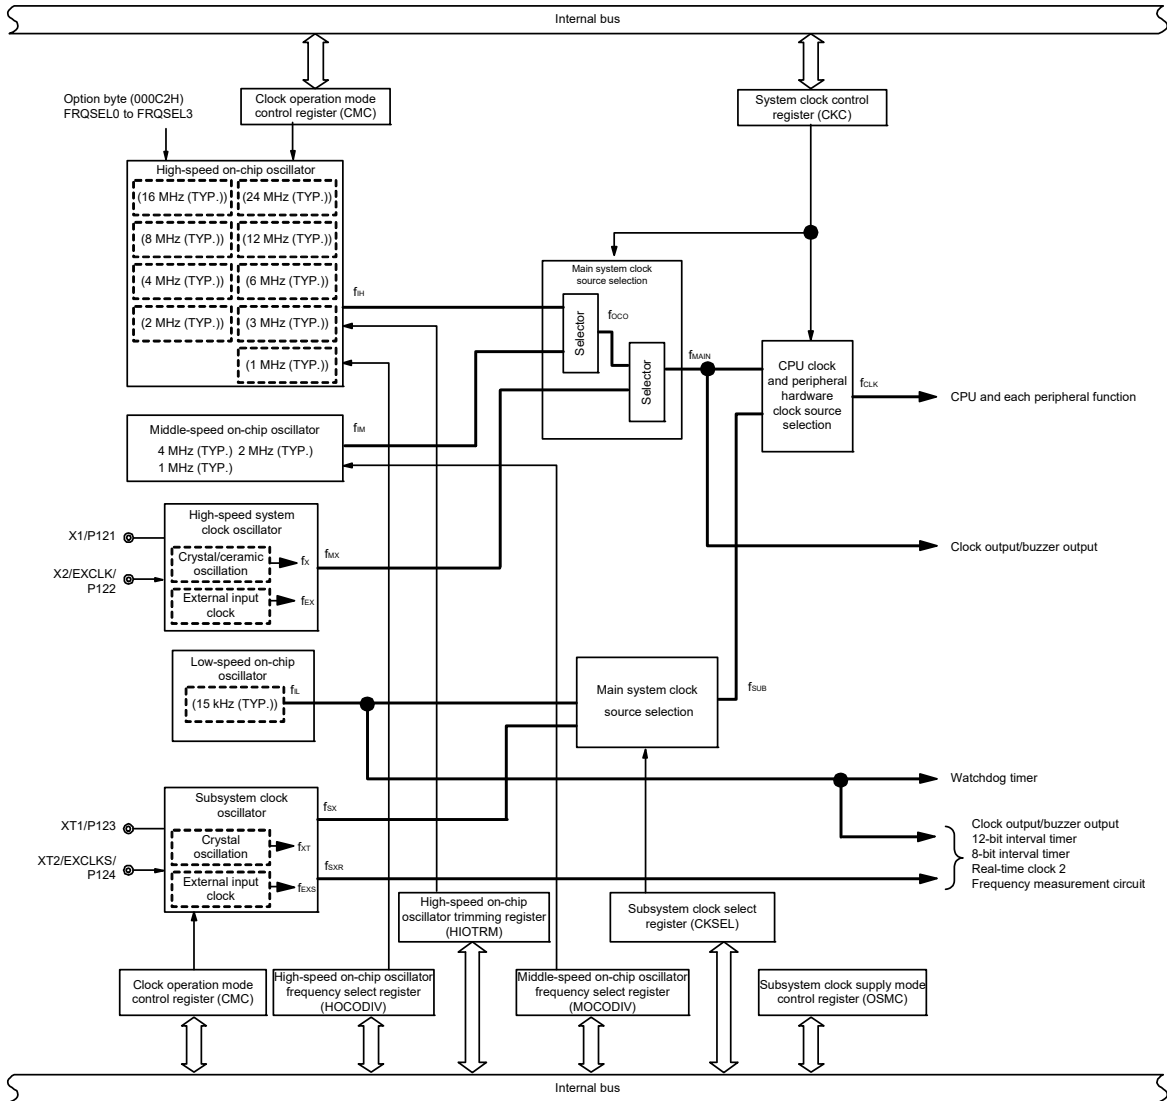 Internal bus
Option byte (000C2H)
FRQSEL0 to FRQSEL3
Clock operation mode
control register (CMC)
System clock control
register (CKC)
High-speed on-chip oscillator
(16 MHz (TYP.))
(24 MHz (TYP.))
(8 MHz (TYP.))
(12 MHz (TYP.))
(4 MHz (TYP.))
(6 MHz (TYP.))
(2 MHz (TYP.))
(3 MHz (TYP.))
(1 MHz (TYP.))
fIH
Main system clock
source selection
Selector
fOCO
Selector
fMAIN
CPU clock
and peripheral
hardware
clock source
selection
fCLK
CPU and each peripheral function
Middle-speed on-chip oscillator
4 MHz (TYP.) 2 MHz (TYP.)
1 MHz (TYP.)
fIM
X1/P121
X2/EXCLK/
P122
High-speed system
clock oscillator
Crystal/ceramic
oscillation
fX
External input
clock
fEX
fMX
Clock output/buzzer output
Low-speed on-chip
oscillator
(15 kHz (TYP.))
fIL
Main system clock
source selection
fSUB
Watchdog timer
XT1/P123
XT2/EXCLKS/
P124
Subsystem clock
oscillator
Crystal
oscillation
fXT
External input
clock
fEXS
fSX
fSXR
Clock output/buzzer output
12-bit interval timer
8-bit interval timer
Real-time clock 2
Frequency measurement circuit
High-speed on-chip
oscillator trimming register
(HIOTRM)
Subsystem clock select
register (CKSEL)
Clock operation mode
control register (CMC)
High-speed on-chip oscillator
frequency select register
(HOCODIV)
Middle-speed on-chip oscillator
frequency select register
(MOCODIV)
Subsystem clock supply mode
control register (OSMC)
Internal bus